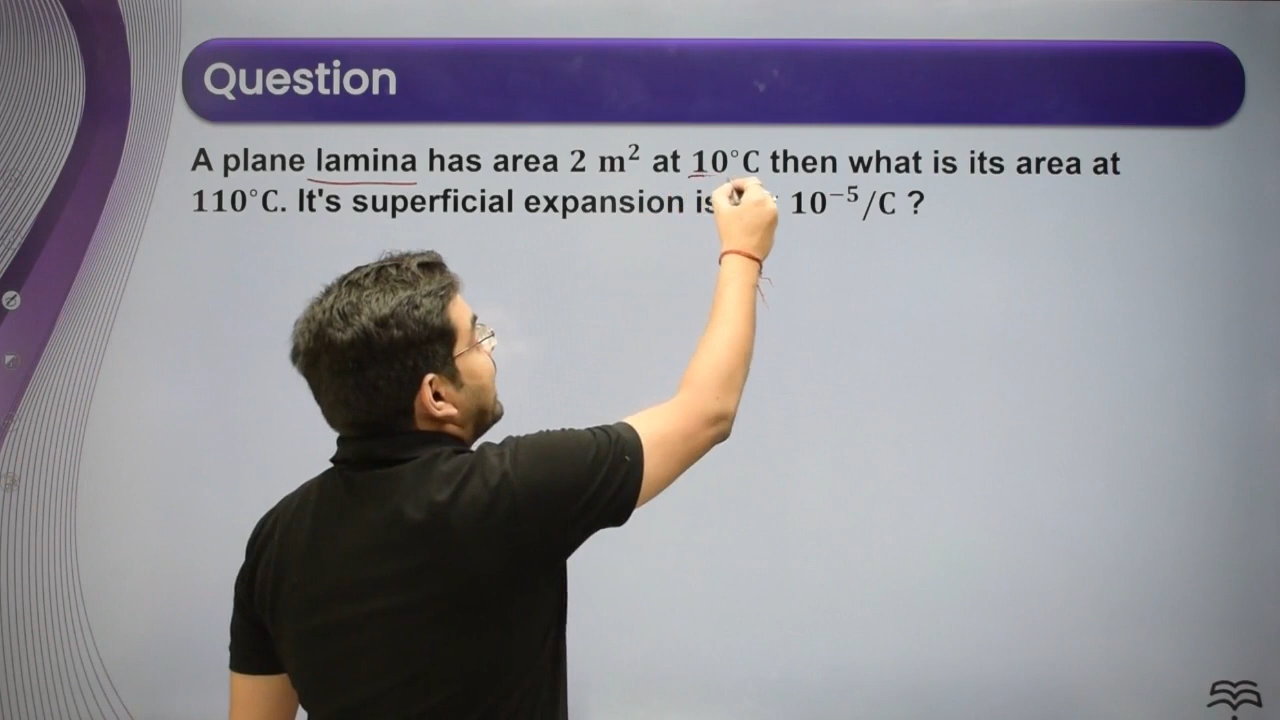 Question
A plane lamina has area 2 m² at 10°C then what is its area at
110°C. It's superficial expansion is 10⁻⁵/C ?